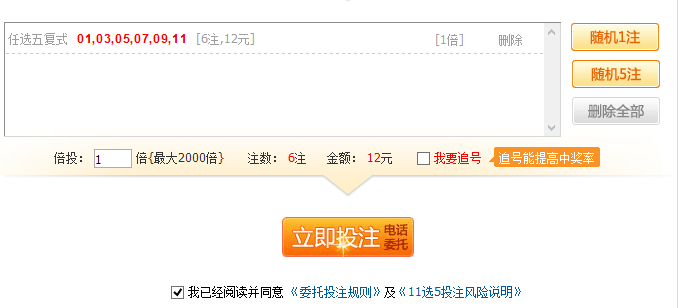 任选五复式 01,03,05,07,09,11 [6注,12元] [1倍] 删除
随机1注
随机5注
删除全部
倍投： 1 倍{最大2000倍} 注数： 6注 金额： 12元 我要追号 追号能提高中奖率
立即投注 电话委托
我已经阅读并同意《委托投注规则》及《11选5投注风险说明》